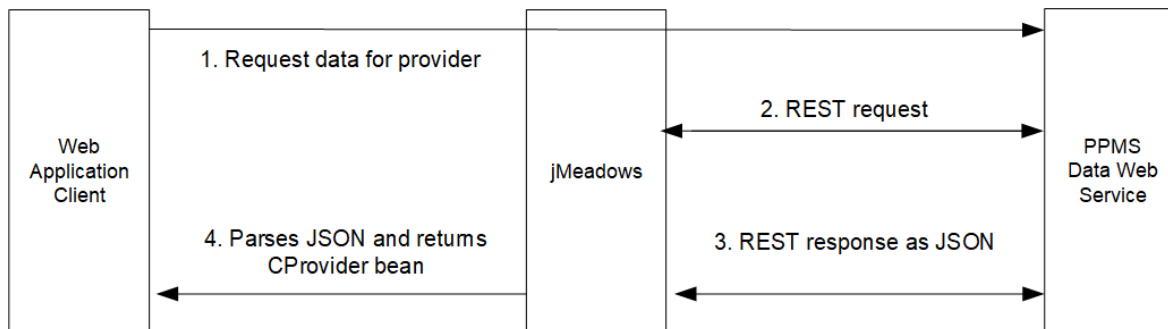 1. Request data for provider
2. REST request
Web
Application
Client
jMeadows
PPMS
Data Web
Service
4. Parses JSON and returns
CProvider bean
3. REST response as JSON